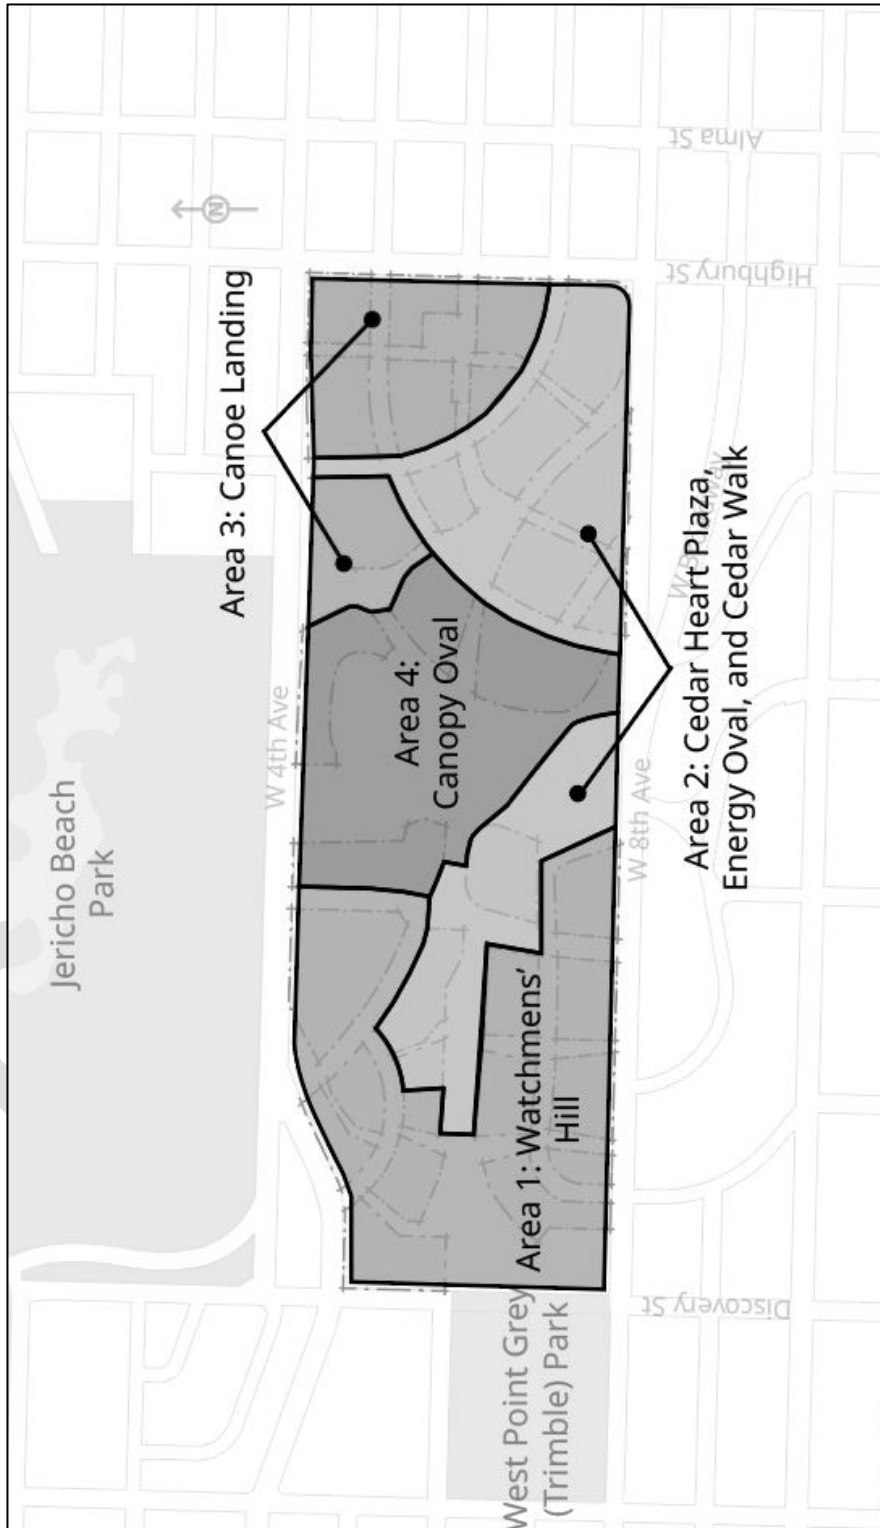 Alma St
N
Highbury St
Area 3: Canoe Landing
W 4th Ave
Jericho Beach
Park
Area 4:
Canopy Oval
W Broadway
Area 2: Cedar Heart Plaza,
Energy Oval, and Cedar Walk
W 8th Ave
Area 1: Watchmens’
Hill
Discovery St
West Point Grey
(Trimble) Park